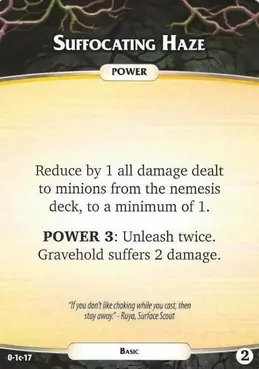 SUFFOCATING HAZE
POWER
Reduce by 1 all damage dealt
to minions from the nemesis
deck, to a minimum of 1.
POWER 3: Unleash twice.
Gravehold suffers 2 damage.
"If you don't like choking while you cast, then
stay away." - Ruya, Surface Scout
0-1c-17
BASIC
2